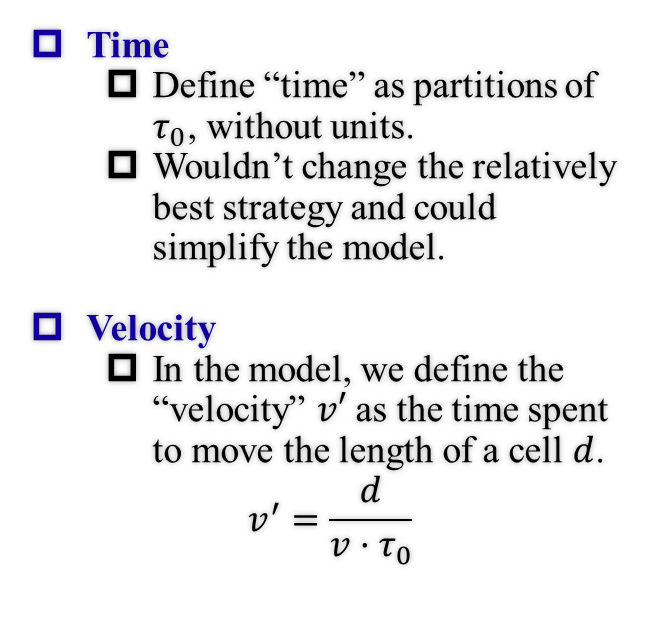 Time
Define “time” as partitions of
τ₀, without units.
Wouldn’t change the relatively
best strategy and could
simplify the model.
Velocity
In the model, we define the
“velocity” v′ as the time spent
to move the length of a cell d.
v′ = d / (v · τ₀)